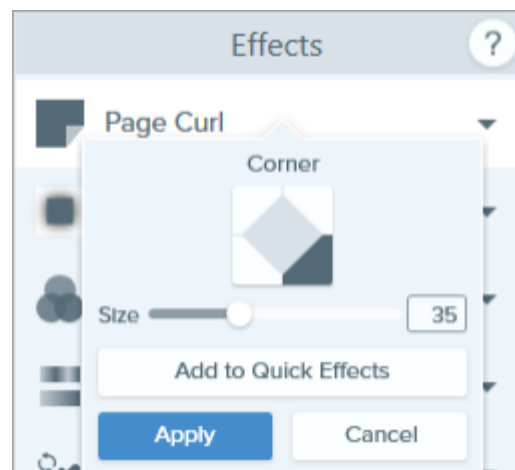 Effects ?
Page Curl
Corner
Size 35
Add to Quick Effects
Apply Cancel